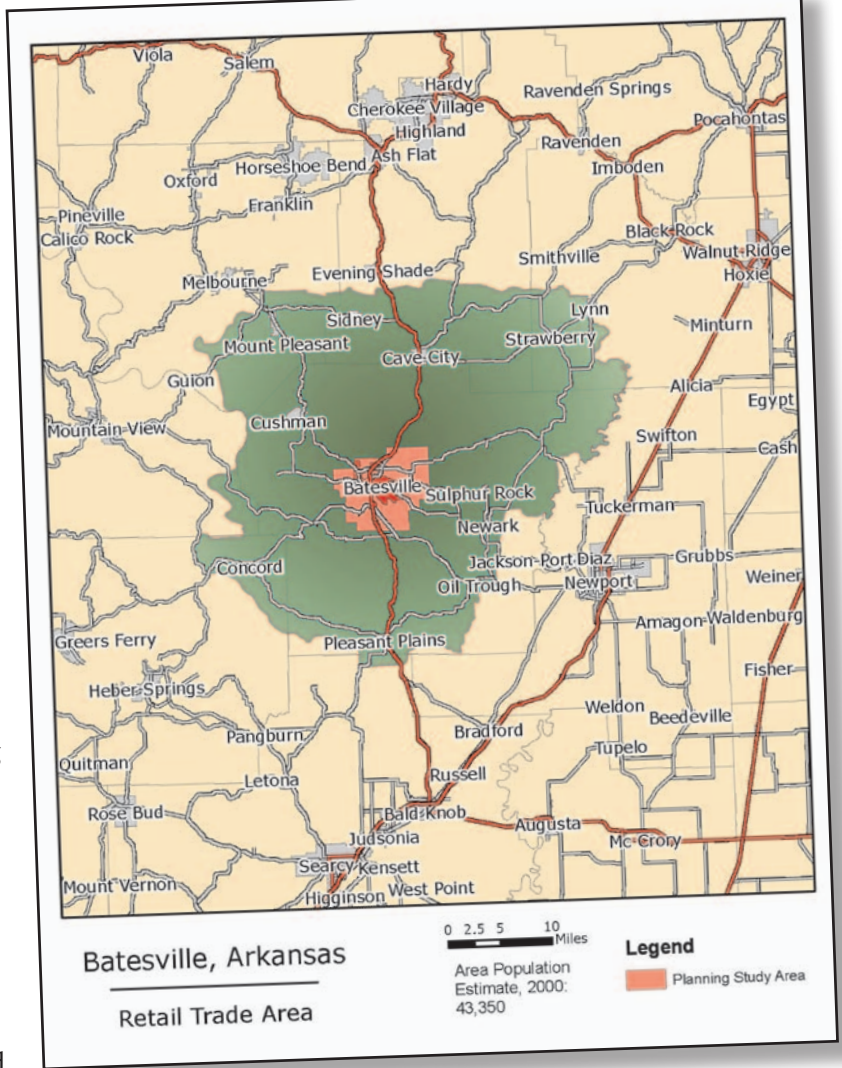 Viola
Salem
Hardy
Ravenden Springs
Cherokee Village
Pocahontas
Highland
Ravenden
Ash Flat
Horseshoe Bend
Imboden
Oxford
Franklin
Pineville
Calico Rock
Black Rock
Walnut Ridge
Smithville
Hoxie
Evening Shade
Melbourne
Lynn
Sidney
Minturn
Strawberry
Mount Pleasant
Cave City
Guion
Alicia
Egypt
Cushman
Mountain View
Swifton
Cash
Batesville
Sulphur Rock
Tuckerman
Newark
Jackson Port Diaz
Grubbs
Concord
Oil Trough
Newport
Weiner
Amagon Waldenburg
Greers Ferry
Pleasant Plains
Fisher
Heber Springs
Weldon
Beedeville
Pangburn
Bradford
Tupelo
Quitman
Letona
Russell
Rose Bud
Bald Knob
Augusta
Judsonia
Mc Crory
Searcy Kensett
Mount Vernon
West Point
Higginson
Batesville, Arkansas
Retail Trade Area
0 2.5 5 10
Miles
Area Population
Estimate, 2000:
43,350
Legend
Planning Study Area